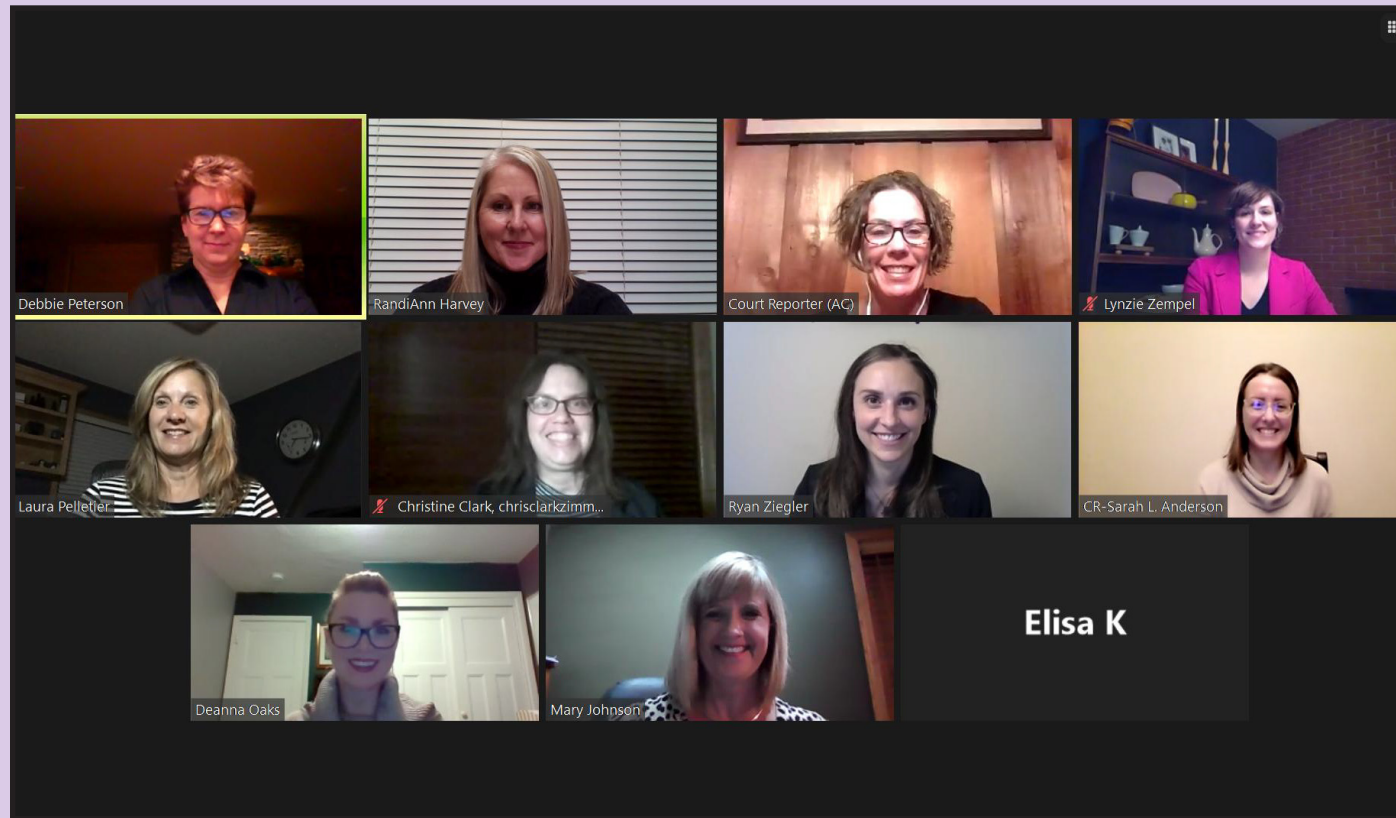 Debbie Peterson
RandiAnn Harvey
Court Reporter (AC)
Lynzie Zempel
Laura Pelletier
Christine Clark, chrisclarkzimm...
Ryan Ziegler
CR-Sarah L. Anderson
Deanna Oaks
Mary Johnson
Elisa K